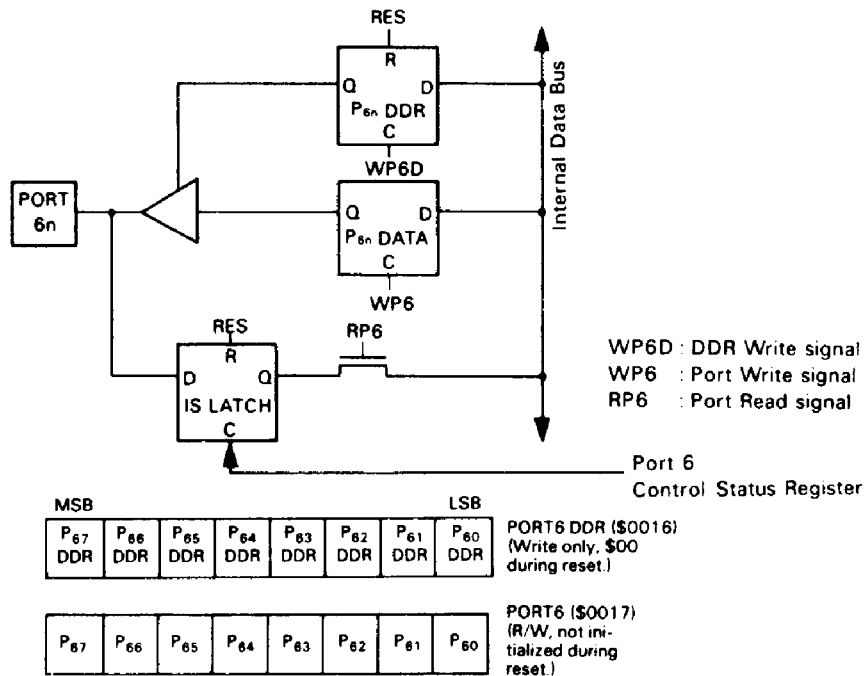 RES
R
Q D
P6n DDR
C
WP6D
Internal Data Bus
PORT
6n
Q D
P6n DATA
C
WP6
RES
R
D Q
IS LATCH
C
RP6
WP6D : DDR Write signal
WP6 : Port Write signal
RP6 : Port Read signal
Port 6
Control Status Register
MSB LSB
P67 P66 P65 P64 P63 P62 P61 P60
DDR DDR DDR DDR DDR DDR DDR DDR
PORT6 DDR ($0016)
(Write only, $00
during reset.)
P67 P66 P65 P64 P63 P62 P61 P60
PORT6 ($0017)
(R/W, not ini-
tialized during
reset.)